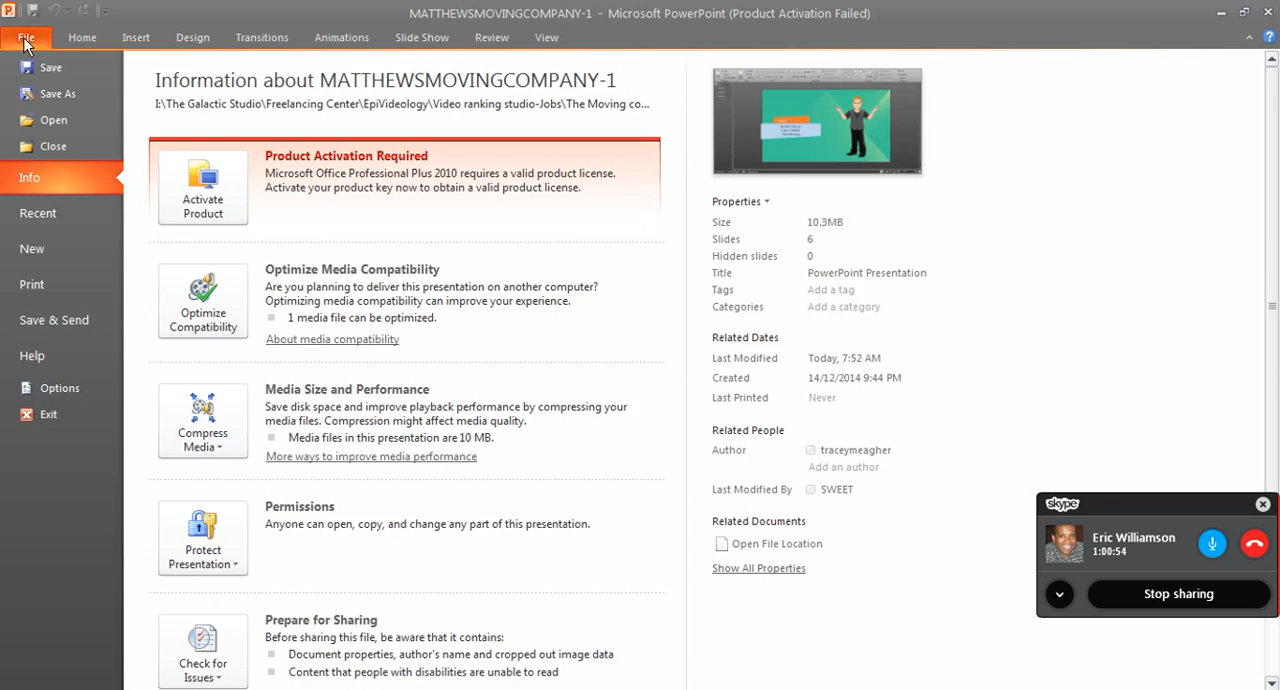 MATTHEWSMOVINGCOMPANY-1 - Microsoft PowerPoint (Product Activation Failed)
File Home Insert Design Transitions Animations Slide Show Review View
Save
Save As
Open
Close
Info
Recent
New
Print
Save & Send
Help
Options
Exit
Information about MATTHEWSMOVINGCOMPANY-1
I:\The Galactic Studio\Freelancing Center\EpiVideology\Video ranking studio-Jobs\The Moving co...
Activate
Product
Product Activation Required
Microsoft Office Professional Plus 2010 requires a valid product license.
Activate your product key now to obtain a valid product license.
Optimize
Compatibility
Optimize Media Compatibility
Are you planning to deliver this presentation on another computer?
Optimizing media compatibility can improve your experience.
1 media file can be optimized.
About media compatibility
Compress
Media
Media Size and Performance
Save disk space and improve playback performance by compressing your
media files. Compression might affect media quality.
Media files in this presentation are 10 MB.
More ways to improve media performance
Protect
Presentation
Permissions
Anyone can open, copy, and change any part of this presentation.
Check for
Issues
Prepare for Sharing
Before sharing this file, be aware that it contains:
Document properties, author's name and cropped out image data
Content that people with disabilities are unable to read
Properties
Size 10.3MB
Slides 6
Hidden slides 0
Title PowerPoint Presentation
Tags Add a tag
Categories Add a category
Related Dates
Last Modified Today, 7:52 AM
Created 14/12/2014 9:44 PM
Last Printed Never
Related People
Author traceymeagher
Add an author
Last Modified By SWEET
Related Documents
Open File Location
Show All Properties
skype
Eric Williamson
1:00:54
Stop sharing